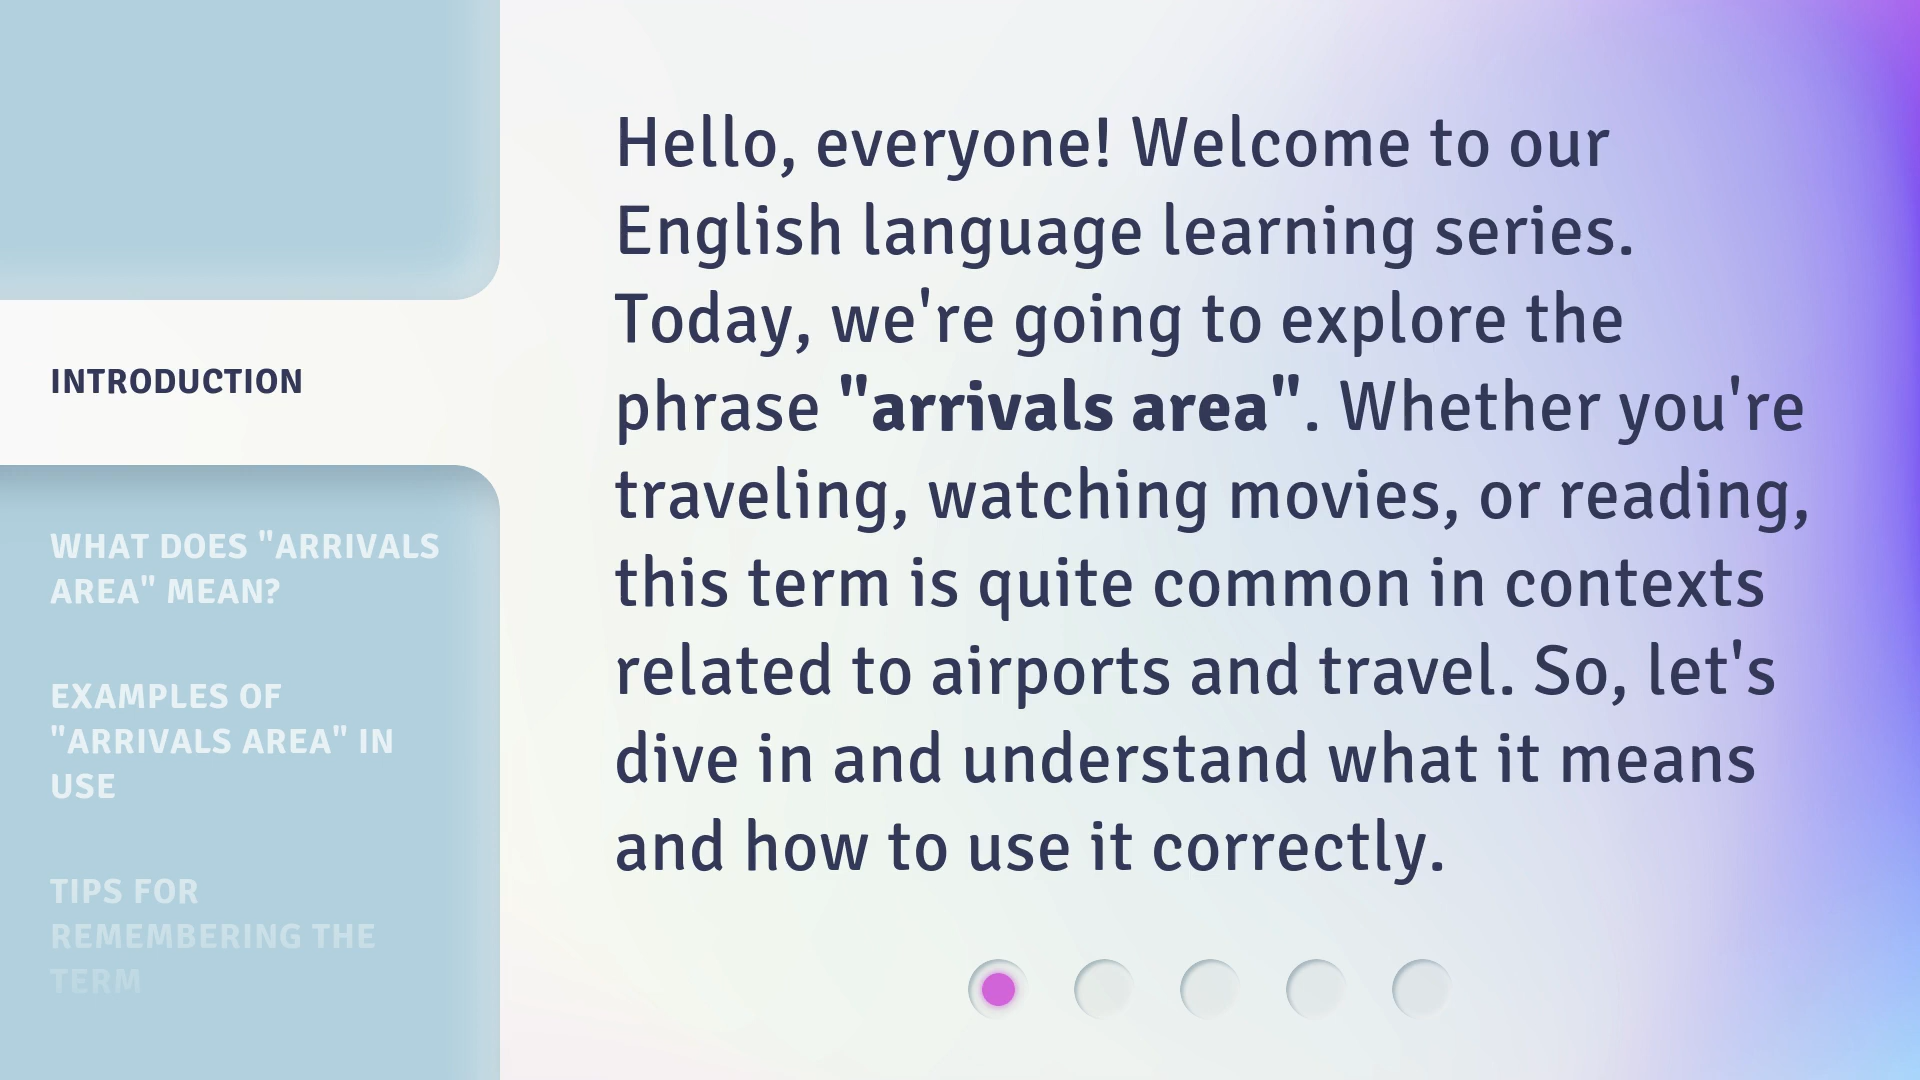 INTRODUCTION
WHAT DOES "ARRIVALS
AREA" MEAN?
EXAMPLES OF
"ARRIVALS AREA" IN
USE
TIPS FOR
REMEMBERING THE
TERM
Hello, everyone! Welcome to our
English language learning series.
Today, we're going to explore the
phrase "arrivals area". Whether you're
traveling, watching movies, or reading,
this term is quite common in contexts
related to airports and travel. So, let's
dive in and understand what it means
and how to use it correctly.